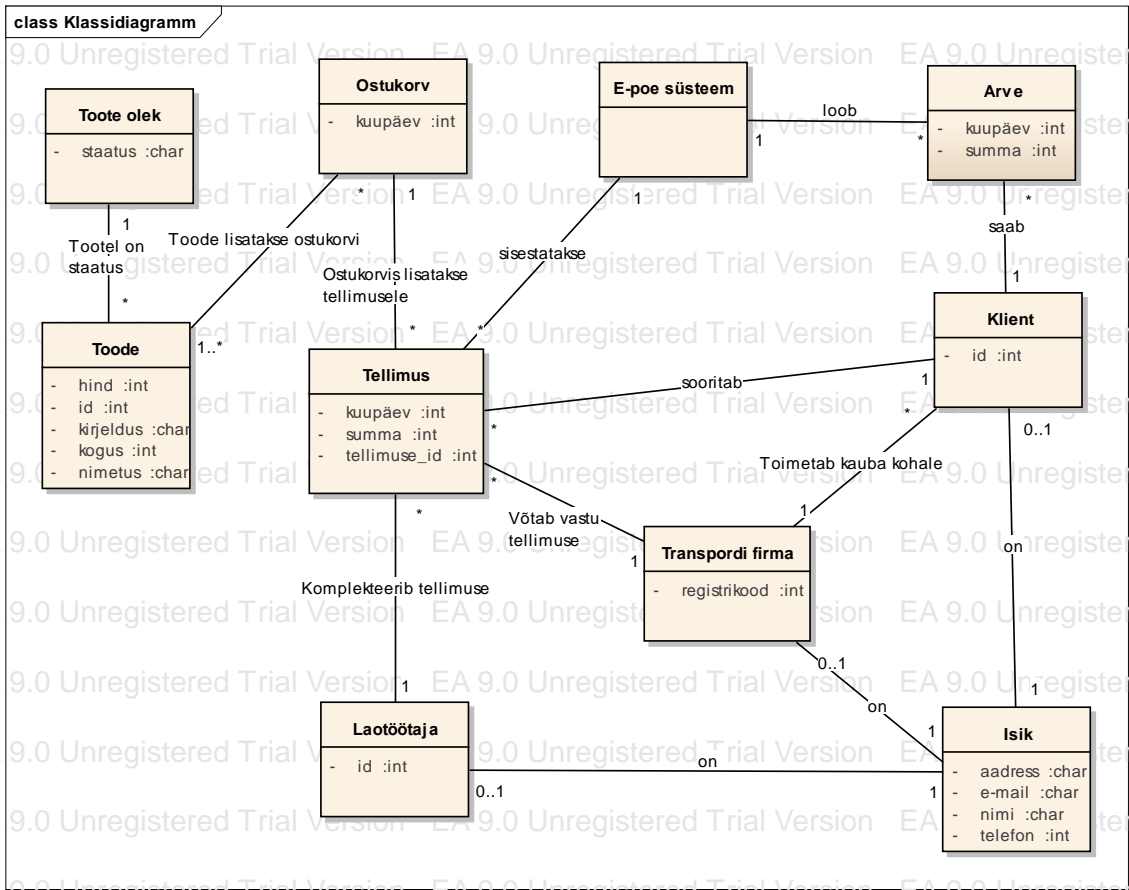 class Klassidiagramm
9.0 Unregistered Trial Version EA 9.0 Unregistered Trial Version EA 9.0 Unregister
Toote olek
- staatus :char
Ostukorv
- kuupäev :int
E-poe süsteem
Arve
- kuupäev :int
- summa :int
loob
1
*
1
Tootel on
staatus
*
*
Toode lisatakse ostukorvi
1..*
1
Ostukorvis lisatakse
tellimusele
*
1
sisestatakse
*
*
saab
1
Toode
- hind :int
- id :int
- kirjeldus :char
- kogus :int
- nimetus :char
Tellimus
- kuupäev :int
- summa :int
- tellimuse_id :int
Klient
- id :int
sooritab
1
*
*
Toimetab kauba kohale
1
*
Võtab vastu
tellimuse
1
0..1
on
1
Transpordi firma
- registrikood :int
*
Komplekteerib tellimuse
1
0..1
on
1
Laotöötaja
- id :int
on
0..1
1
Isik
- aadress :char
- e-mail :char
- nimi :char
- telefon :int